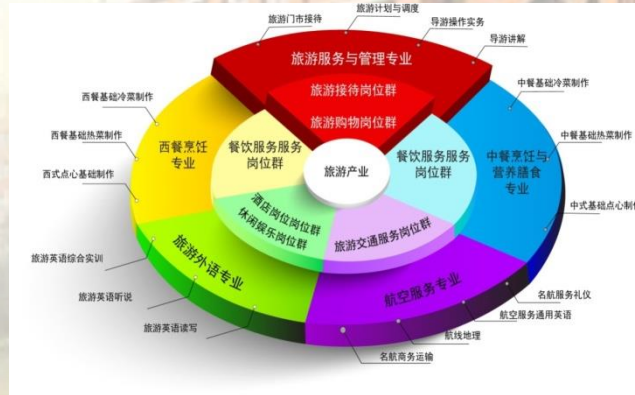 旅游计划与调度
旅游门市接待
导游操作实务
导游讲解
旅游服务与管理专业
旅游接待岗位群
旅游购物岗位群
西餐基础冷菜制作
西餐基础热菜制作
西式点心基础制作
西餐烹饪
专业
餐饮服务服务
岗位群
旅游产业
餐饮服务服务
岗位群
中餐烹饪与
营养膳食
专业
中餐基础冷菜制作
中餐基础热菜制作
中式基础点心制作
酒店岗位岗位群
休闲娱乐岗位群
旅游交通服务岗位群
旅游外语专业
航空服务专业
旅游英语综合实训
旅游英语听说
旅游英语读写
名航服务礼仪
航空服务通用英语
航线地理
名航商务运输